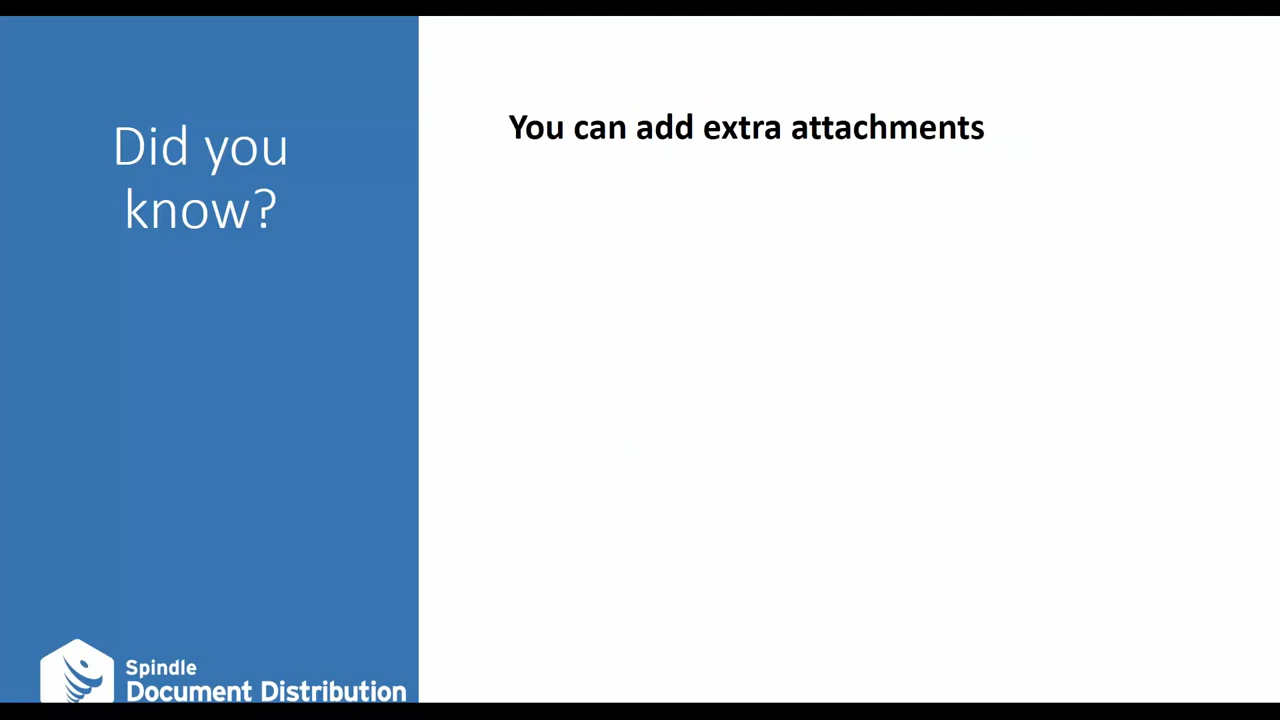 Did you
know?
You can add extra attachments
Spindle
Document Distribution